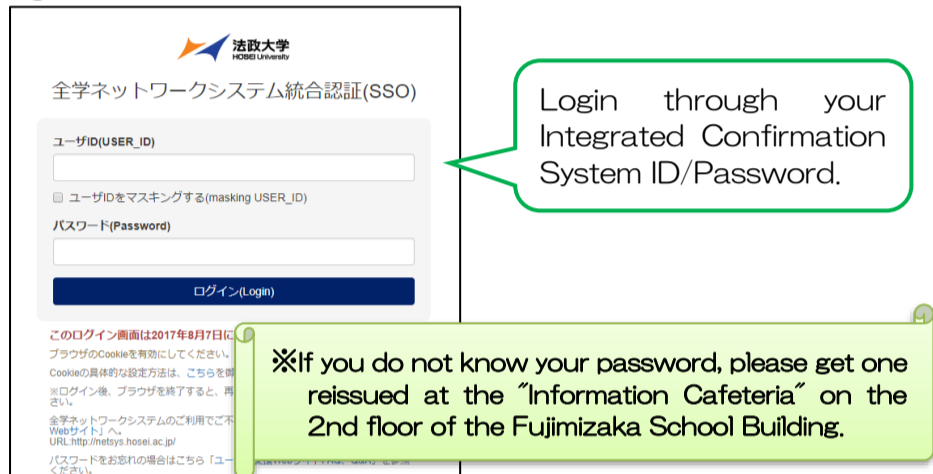 法政大学
HOSEI University
全学ネットワークシステム統合認証(SSO)
ユーザID(USER_ID)
ユーザIDをマスキングする(masking USER_ID)
パスワード(Password)
ログイン(Login)
このログイン画面は2017年8月7日に
ブラウザのCookieを有効にしてください。
Cookieの具体的な設定方法は、こちらを
※ログイン後、ブラウザを終了すると、再
さい。
全学ネットワークシステムのご利用でご不
Webサイト」へ。
URL:http://netsys.hosei.ac.jp/
パスワードをお忘れの場合はこちら「ユー
ください。
Login through your
Integrated Confirmation
System ID/Password.
※If you do not know your password, please get one
reissued at the "Information Cafeteria" on the
2nd floor of the Fujimizaka School Building.